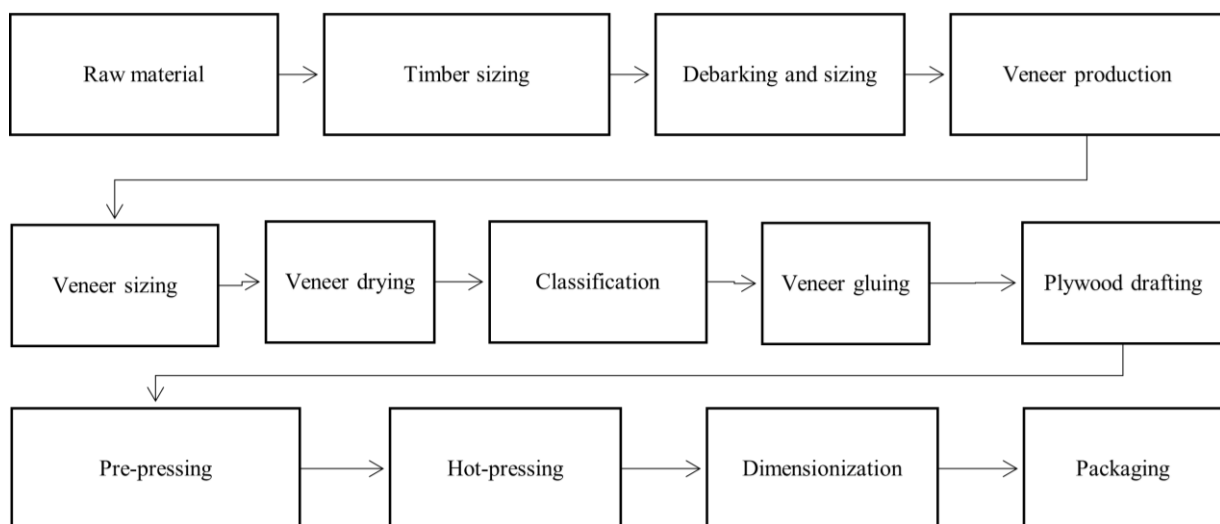 Raw material
Timber sizing
Debarking and sizing
Veneer production
Veneer sizing
Veneer drying
Classification
Veneer gluing
Plywood drafting
Pre-pressing
Hot-pressing
Dimensionization
Packaging